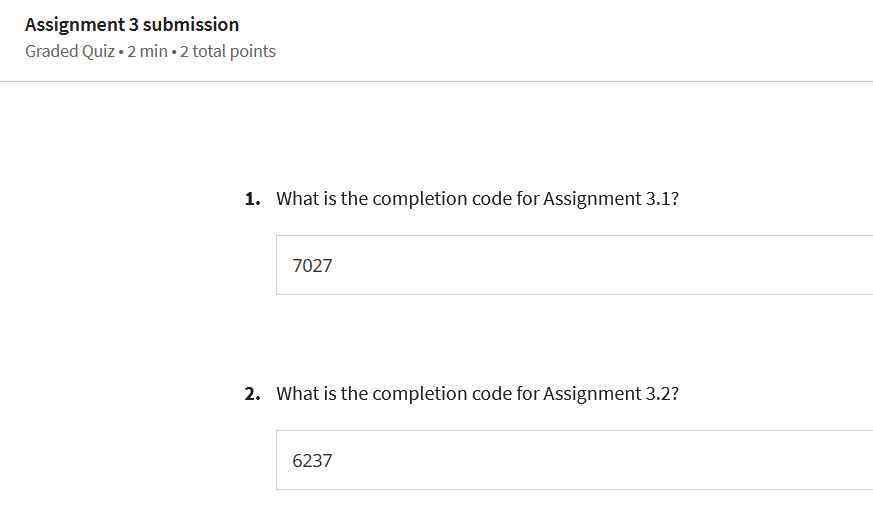 Assignment 3 submission
Graded Quiz • 2 min • 2 total points
1. What is the completion code for Assignment 3.1?
7027
2. What is the completion code for Assignment 3.2?
6237